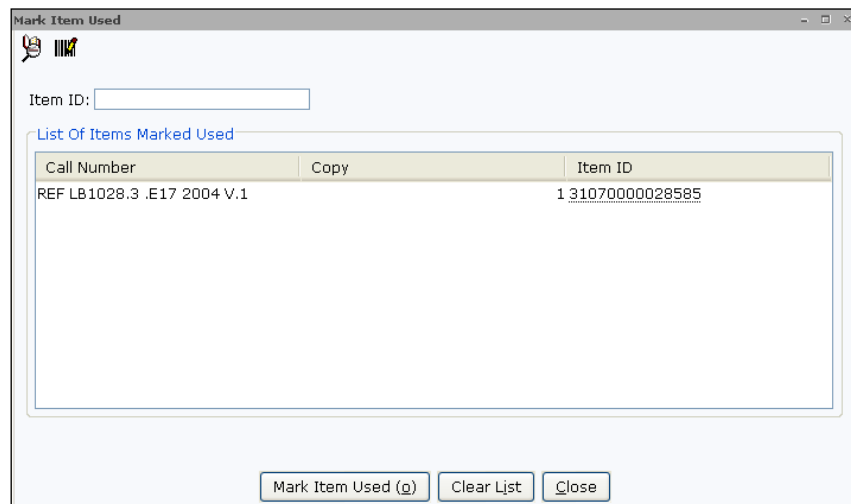 Mark Item Used
Item ID:
List Of Items Marked Used
Call Number Copy Item ID
REF LB1028.3 .E17 2004 V.1 1 31070000028585
Mark Item Used (o) Clear List Close